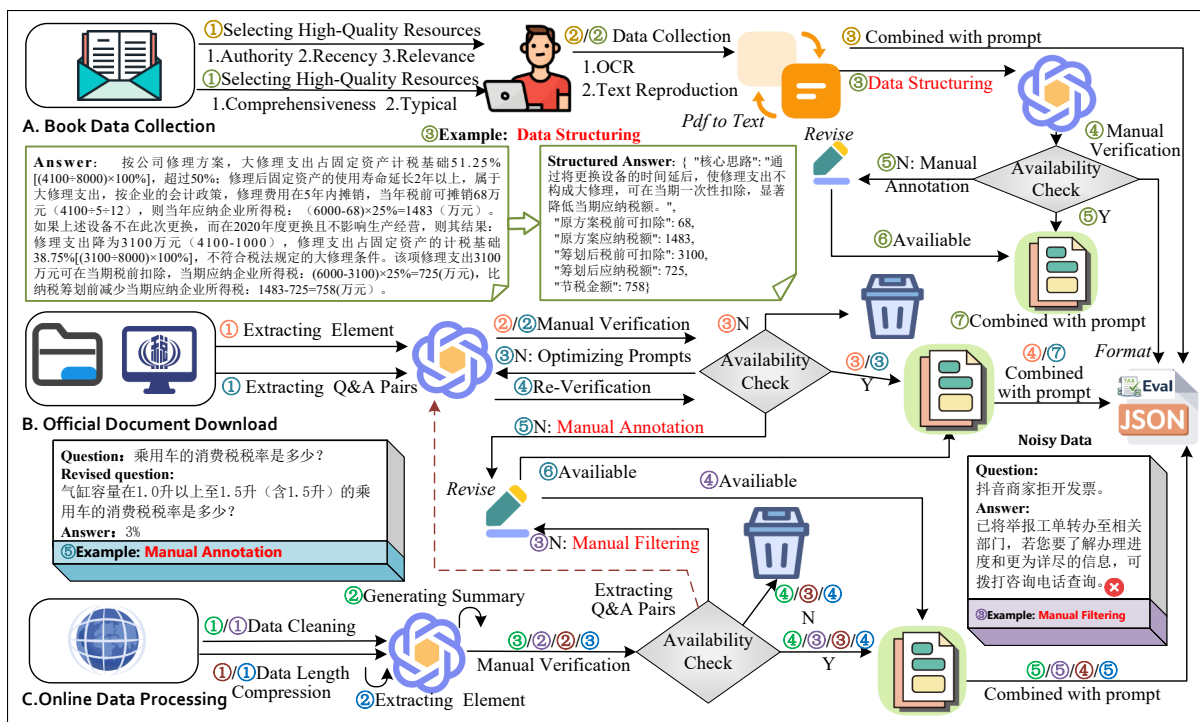 ①Selecting High-Quality Resources
1.Authority 2.Recency 3.Relevance
①Selecting High-Quality Resources
1.Comprehensiveness 2.Typical
②/② Data Collection
1.OCR
2.Text Reproduction
Pdf to Text
③ Combined with prompt
③Data Structuring
A. Book Data Collection
③Example: Data Structuring
Answer: 按公司修理方案，大修理支出占固定资产计税基础51.25%
[(4100÷8000)×100%]，超过50%；修理后固定资产的使用寿命延长2年以上，属于
大修理支出，按企业的会计政策，修理费用在5年内摊销，当年税前可摊销68万
元（4100÷5÷12），则当年应纳企业所得税：（6000-68)×25%=1483（万元）。
如果上述设备不在此次更换，而在2020年度更换且不影响生产经营，则其结果：
修理支出降为3100万元（4100-1000），修理支出占固定资产的计税基础
38.75%[(3100÷8000)×100%]，不符合税法规定的大修理条件。该项修理支出3100
万元可在当期税前扣除，当期应纳企业所得税：(6000-3100)×25%=725(万元)，比
纳税筹划前减少当期应纳企业所得税：1483-725=758(万元）。
Structured Answer: { "核心思路": "通
过将更换设备的时间延后，使修理支出不
构成大修理，可在当期一次性扣除，显著
降低当期应纳税额。",
"原方案税前可扣除": 68,
"原方案应纳税额": 1483,
"筹划后税前可扣除": 3100,
"筹划后应纳税额": 725,
"节税金额": 758}
Revise
④ Manual
Verification
⑤N: Manual
Annotation
Availability
Check
⑤Y
⑥Availiable
⑦Combined with prompt
Format
① Extracting Element
① Extracting Q&A Pairs
②/②Manual Verification
③N: Optimizing Prompts
④Re-Verification
⑤N: Manual Annotation
③N
Availability
Check
③/③
Y
④/⑦
Combined
with prompt
TAX
Eval
JSON
B. Official Document Download
Question: 乘用车的消费税税率是多少？
Revised question:
气缸容量在1.0升以上至1.5升（含1.5升）的乘
用车的消费税税率是多少？
Answer: 3%
⑤Example: Manual Annotation
Revise
⑥Availiable
④Availiable
③N: Manual Filtering
Noisy Data
Question:
抖音商家拒开发票。
Answer:
已将举报工单转办至相关
部门，若您要了解办理进
度和更为详尽的信息，可
拨打咨询电话查询。
③Example: Manual Filtering
①/①Data Cleaning
①/①Data Length
Compression
②Generating Summary
②Extracting Element
③/②/②/③
Manual Verification
Extracting
Q&A Pairs
Availability
Check
④/③/④
N
④/③/③/④
Y
⑤/⑤/④/⑤
Combined with prompt
C.Online Data Processing